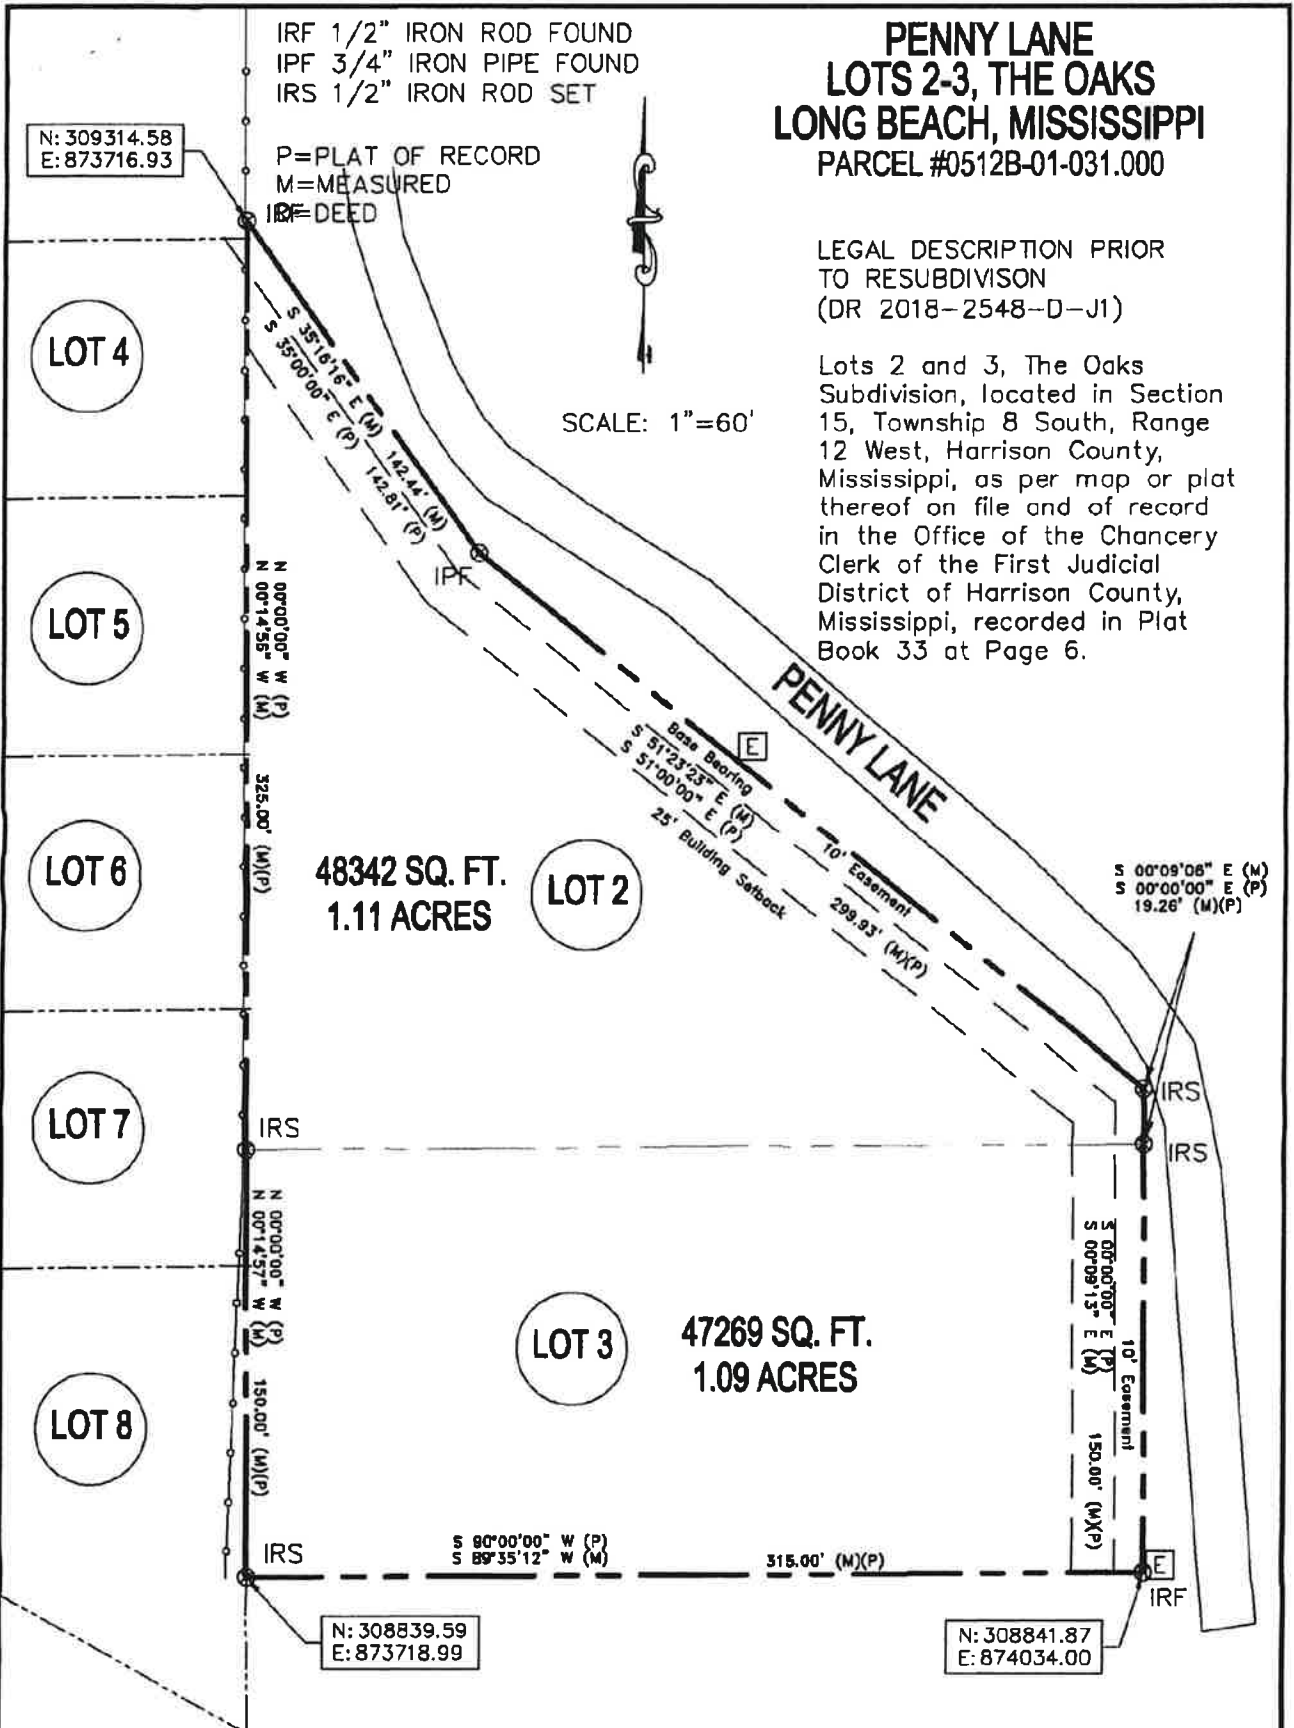 IRF 1/2" IRON ROD FOUND
IPF 3/4" IRON PIPE FOUND
IRS 1/2" IRON ROD SET
P=PLAT OF RECORD
M=MEASURED
D=DEED
IRF
PENNY LANE
LOTS 2-3, THE OAKS
LONG BEACH, MISSISSIPPI
PARCEL #0512B-01-031.000
N: 309314.58
E: 873716.93
LEGAL DESCRIPTION PRIOR
TO RESUBDIVISON
(DR 2018-2548-D-J1)
Lots 2 and 3, The Oaks
Subdivision, located in Section
15, Township 8 South, Range
12 West, Harrison County,
Mississippi, as per map or plat
thereof on file and of record
in the Office of the Chancery
Clerk of the First Judicial
District of Harrison County,
Mississippi, recorded in Plat
Book 33 at Page 6.
SCALE: 1"=60'
LOT 4
S 35°16'16" E (M) 142.44' (M)
S 35°00'00" E (P) 142.81' (P)
IPF
LOT 5
N 00°00'00" W (P)
N 00°14'55" W (M)
325.00' (M)(P)
PENNY LANE
E
Base Bearing
S 51°23'23" E (M)
S 51°00'00" E (P)
25' Building Setback
10' Easement
299.93' (M)(P)
LOT 6
48342 SQ. FT.
1.11 ACRES
LOT 2
S 00°09'06" E (M)
S 00°00'00" E (P)
19.26' (M)(P)
LOT 7
IRS
IRS
IRS
N 00°00'00" W (P)
N 00°14'57" W (M)
150.00' (M)(P)
S 00°00'00" E (P)
S 00°09'13" E (M)
10' Easement
150.00' (M)(P)
LOT 3
47269 SQ. FT.
1.09 ACRES
LOT 8
IRS
S 90°00'00" W (P)
S 89°35'12" W (M)
315.00' (M)(P)
E
IRF
N: 308839.59
E: 873718.99
N: 308841.87
E: 874034.00